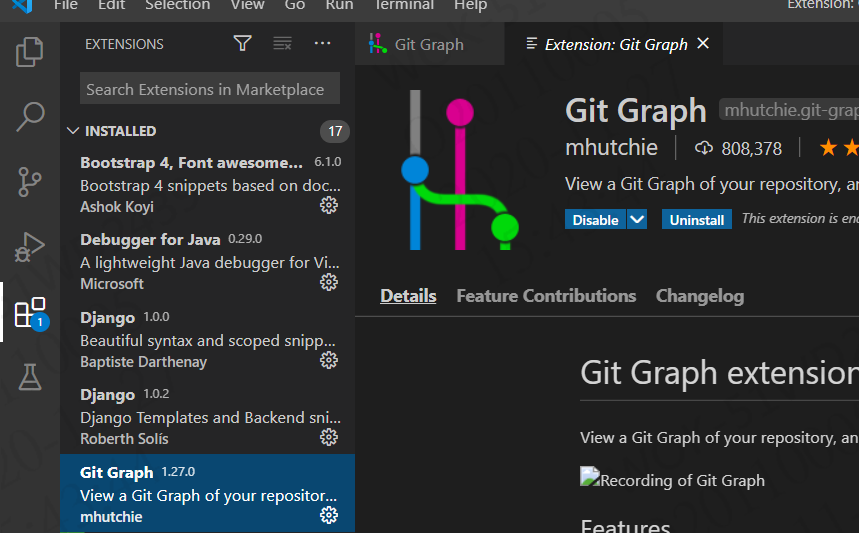 File Edit Selection View Go Run Terminal Help Extension:
EXTENSIONS
Git Graph
Extension: Git Graph
Search Extensions in Marketplace
INSTALLED 17
Bootstrap 4, Font awesome... 6.1.0
Bootstrap 4 snippets based on doc...
Ashok Koyi
Debugger for Java 0.29.0
A lightweight Java debugger for Vi...
Microsoft
1
Django 1.0.0
Beautiful syntax and scoped snipp...
Baptiste Darthenay
Django 1.0.2
Django Templates and Backend sni...
Roberth Solís
Git Graph 1.27.0
View a Git Graph of your repositor...
mhutchie
Git Graph mhutchie.git-grap
mhutchie 808,378
View a Git Graph of your repository, an
Disable Uninstall This extension is ena
Details Feature Contributions Changelog
Git Graph extension
View a Git Graph of your repository, an
Recording of Git Graph
Features